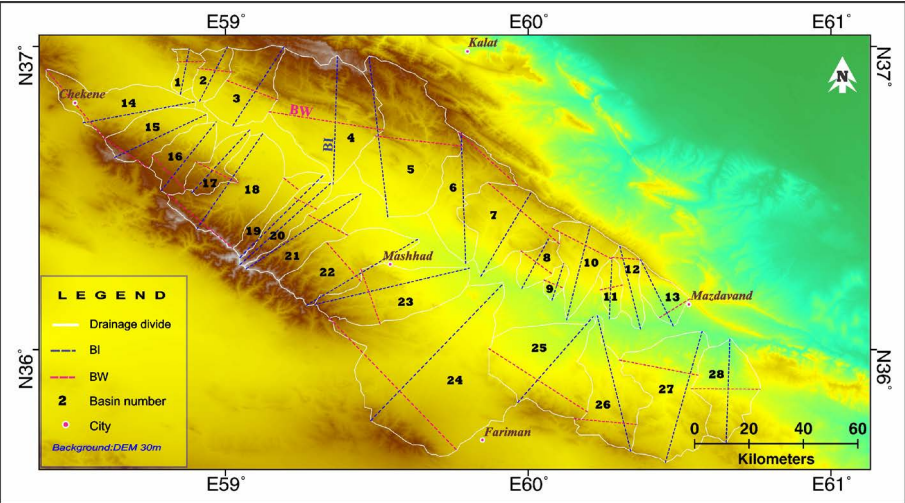 E59° E60° E61°
N37° N37°
Kalat
N
Chekene
1 2 3
14
BW
15
BI
4
16
5
17 18
6
7
19 20
21
8
10
22
Mashhad
12
9
11
13
Mazdavand
23
25
N36° N36°
24
27
28
26
Fariman
LEGEND
Drainage divide
BI
BW
2 Basin number
City
Background:DEM 30m
0 20 40 60
Kilometers
E59° E60° E61°